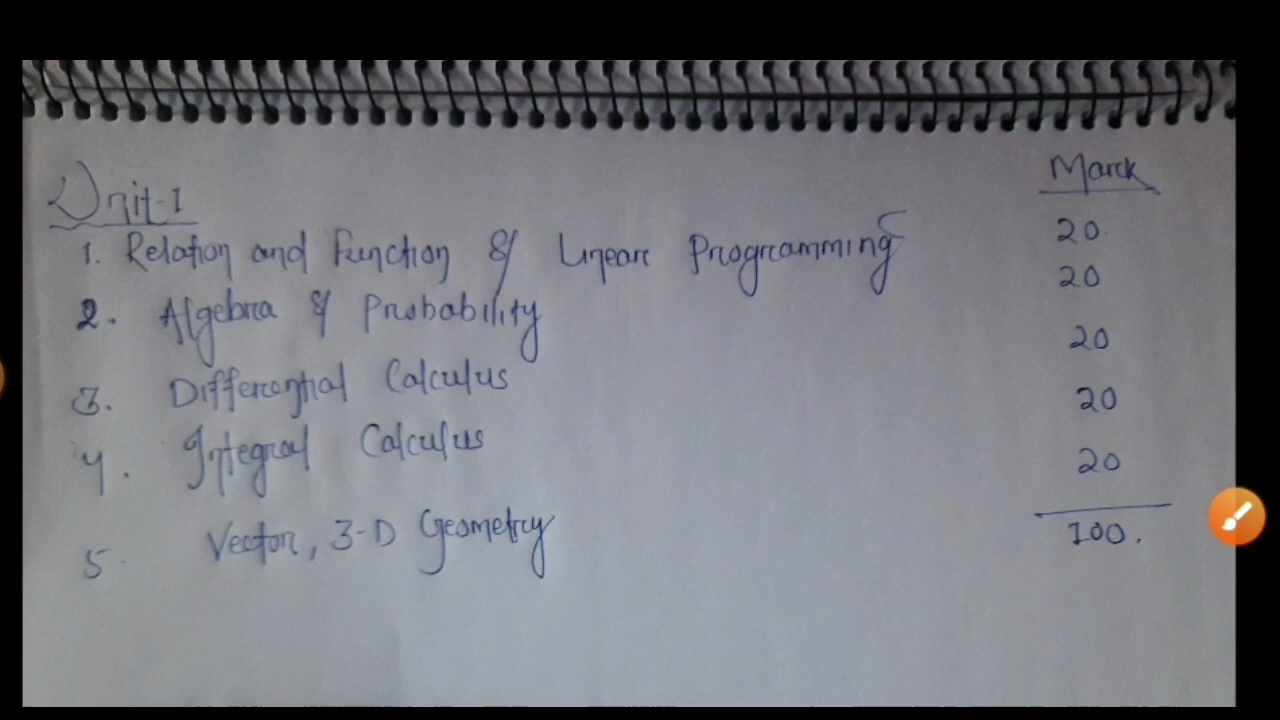 Unit-1 Marck
1. Relation and Function & Linear Programming 20
2. Algebra & Probability 20
3. Differential Calculus 20
4. Integral Calculus 20
5. Vector, 3-D Geometry 20
100.